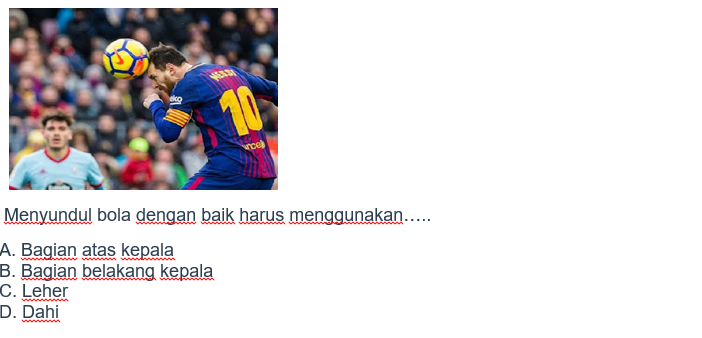 MESSI
10
Menyundul bola dengan baik harus menggunakan…..
A. Bagian atas kepala
B. Bagian belakang kepala
C. Leher
D. Dahi